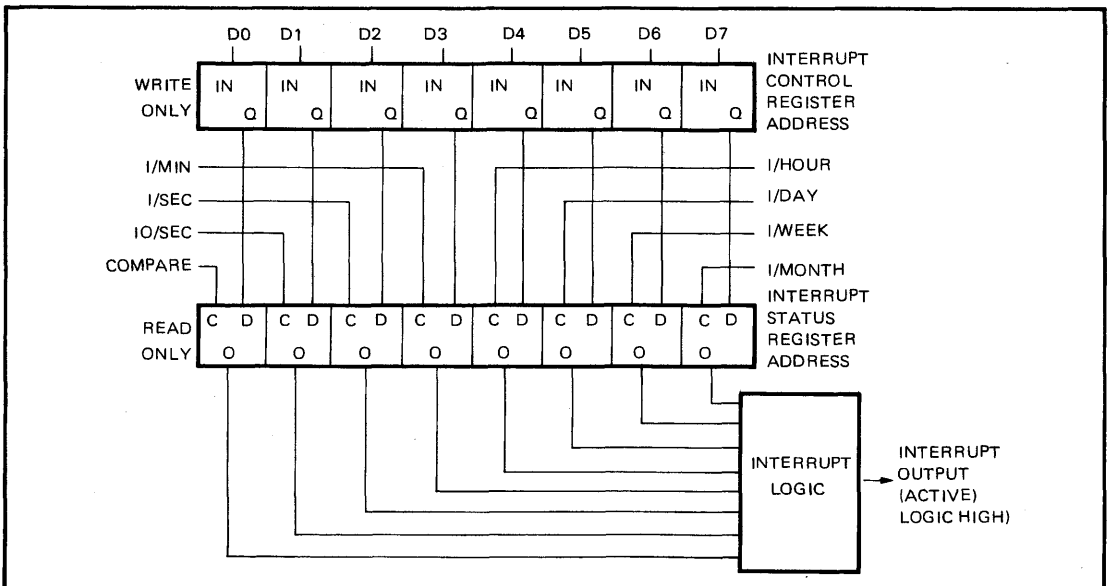 D0 D1 D2 D3 D4 D5 D6 D7
WRITE ONLY
IN IN IN IN IN IN IN IN
Q Q Q Q Q Q Q Q
INTERRUPT
CONTROL
REGISTER
ADDRESS
I/MIN
I/SEC
IO/SEC
COMPARE
I/HOUR
I/DAY
I/WEEK
I/MONTH
READ ONLY
C D C D C D C D C D C D C D C D
O O O O O O O O
INTERRUPT
STATUS
REGISTER
ADDRESS
INTERRUPT
LOGIC
INTERRUPT
OUTPUT
(ACTIVE)
LOGIC HIGH)